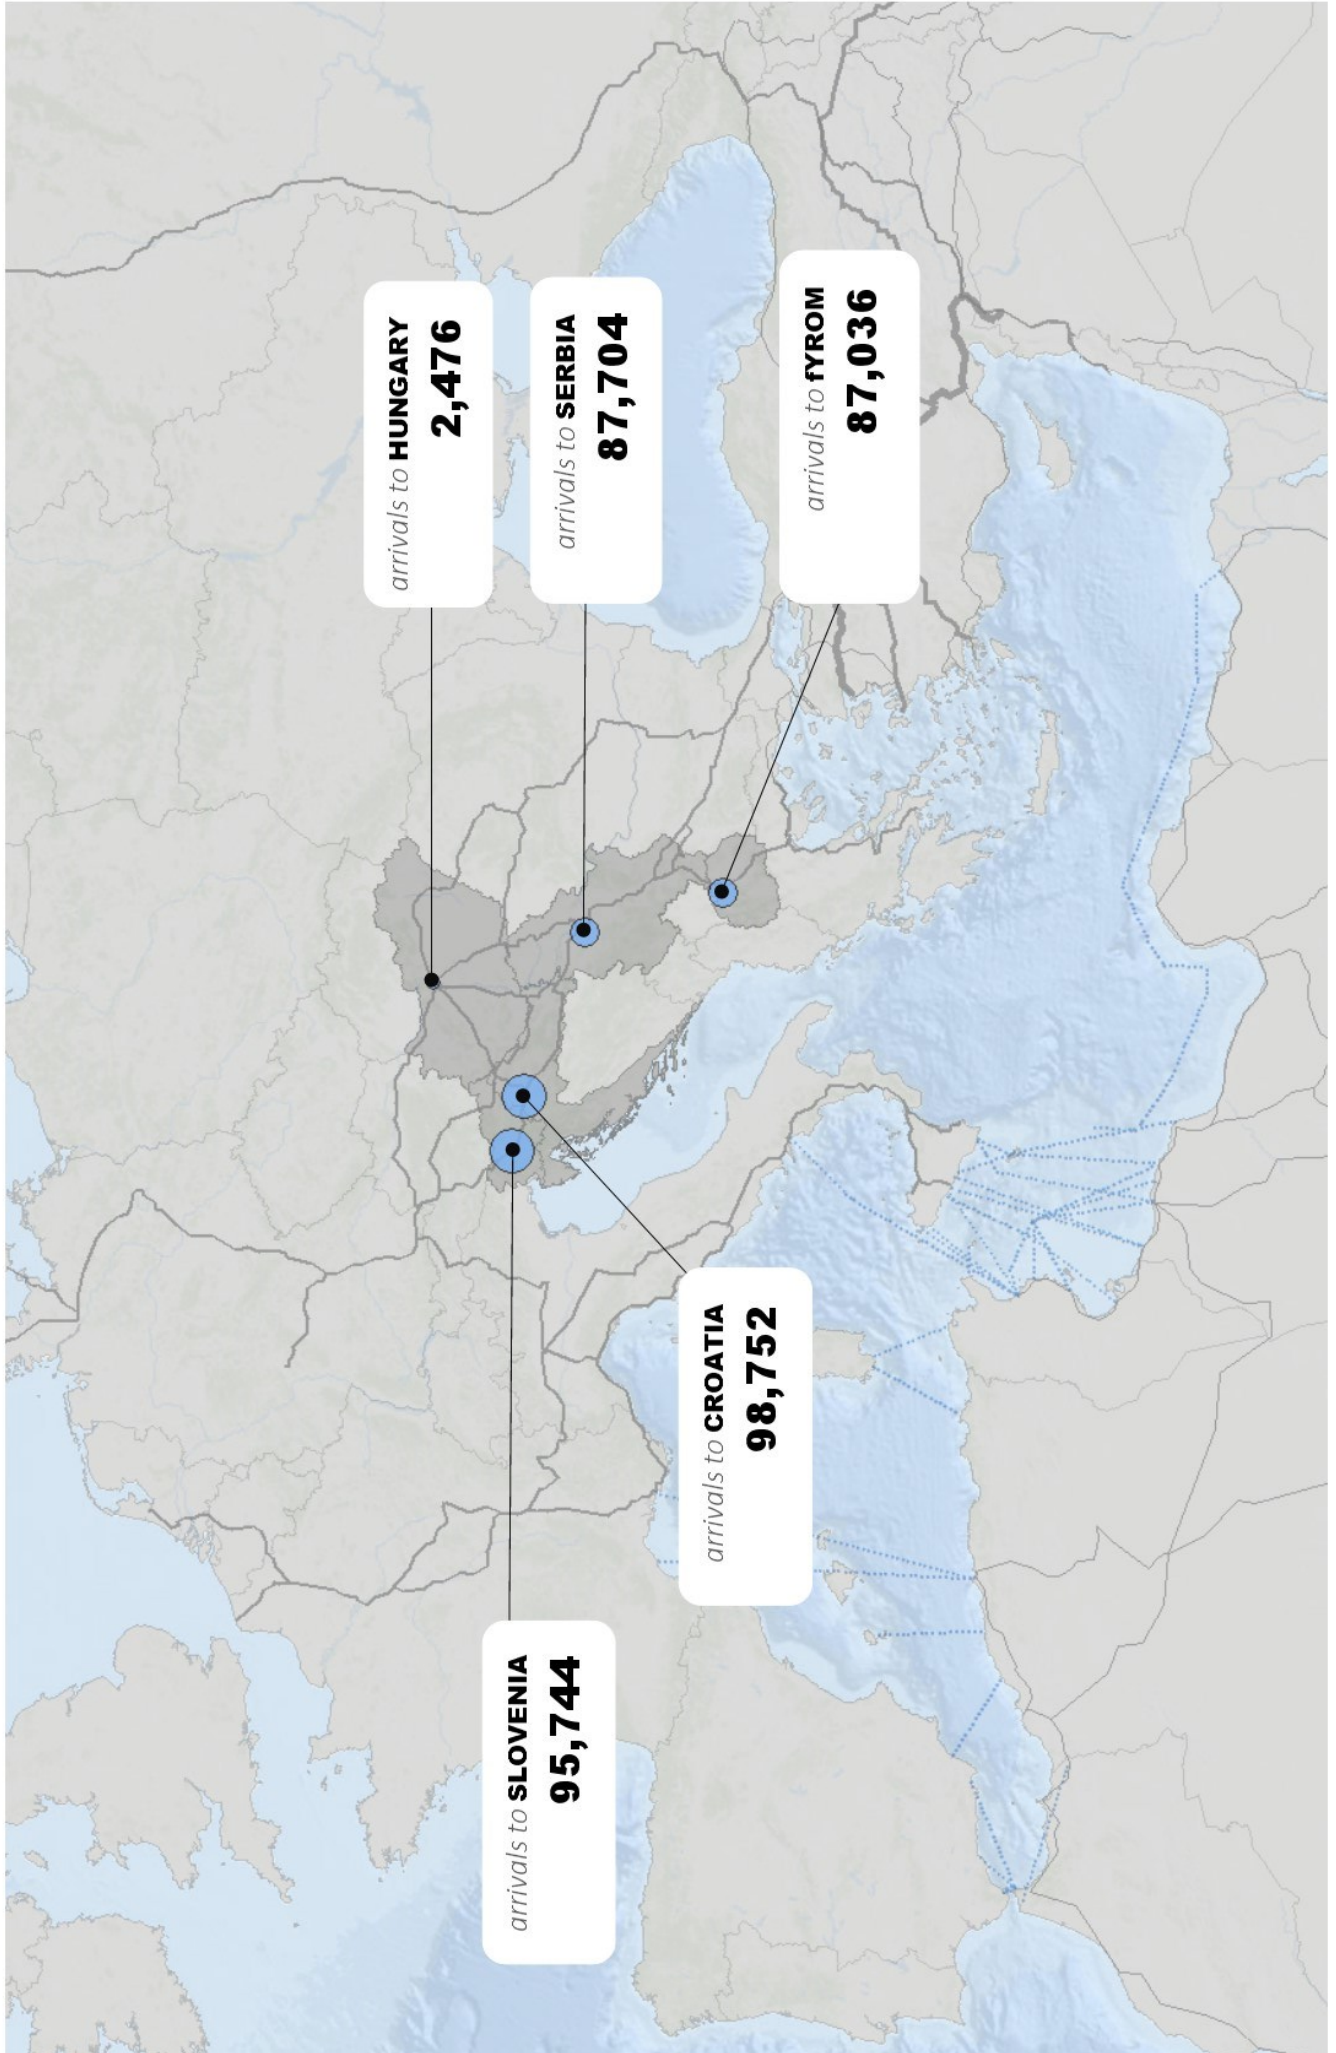 arrivals to HUNGARY
2,476
arrivals to SERBIA
87,704
arrivals to fYROM
87,036
arrivals to SLOVENIA
95,744
arrivals to CROATIA
98,752